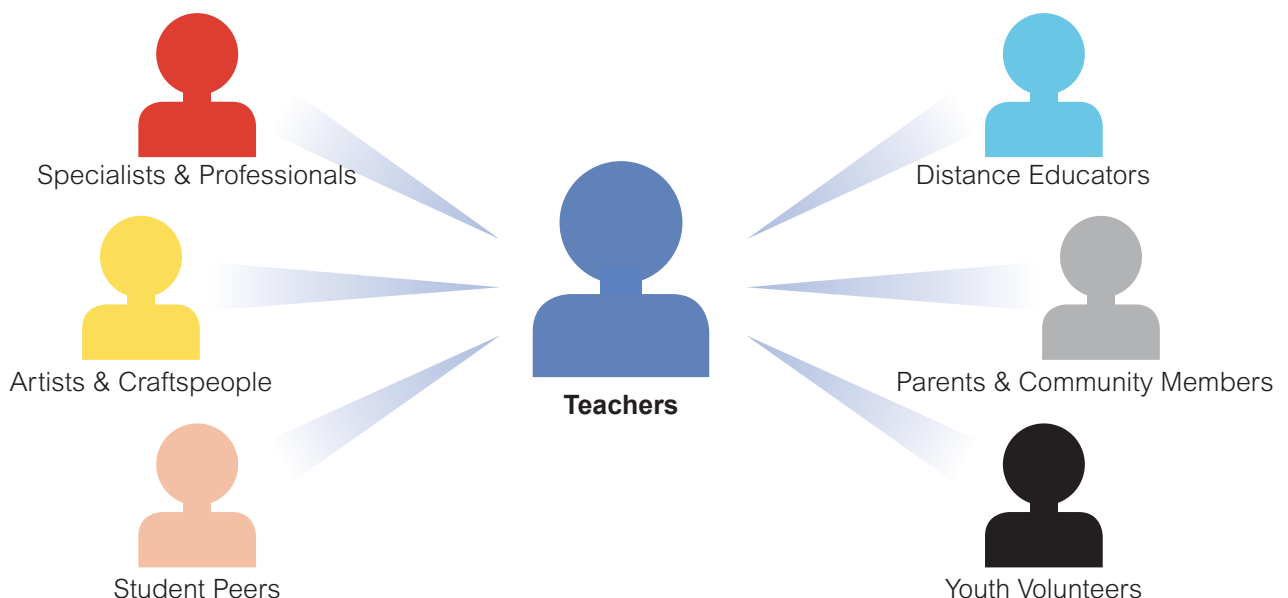 Specialists & Professionals
Distance Educators
Artists & Craftspeople
Parents & Community Members
Teachers
Student Peers
Youth Volunteers